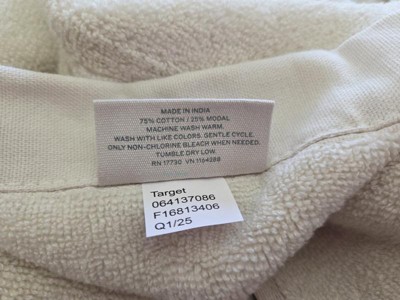 MADE IN INDIA
75% COTTON / 25% MODAL
MACHINE WASH WARM.
WASH WITH LIKE COLORS. GENTLE CYCLE.
ONLY NON-CHLORINE BLEACH WHEN NEEDED.
TUMBLE DRY LOW.
RN 17730 VN 1154288
Target
064137086
F16813406
Q1/25